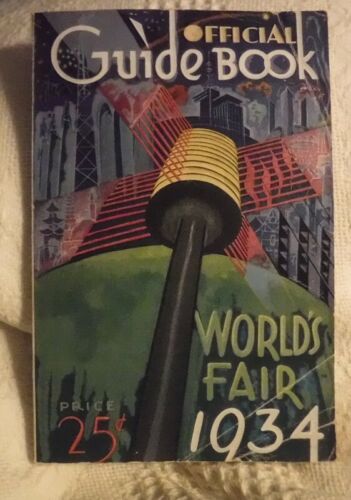 OFFICIAL
Guide BOOK
WORLD'S
FAIR
1934
PRICE
25¢